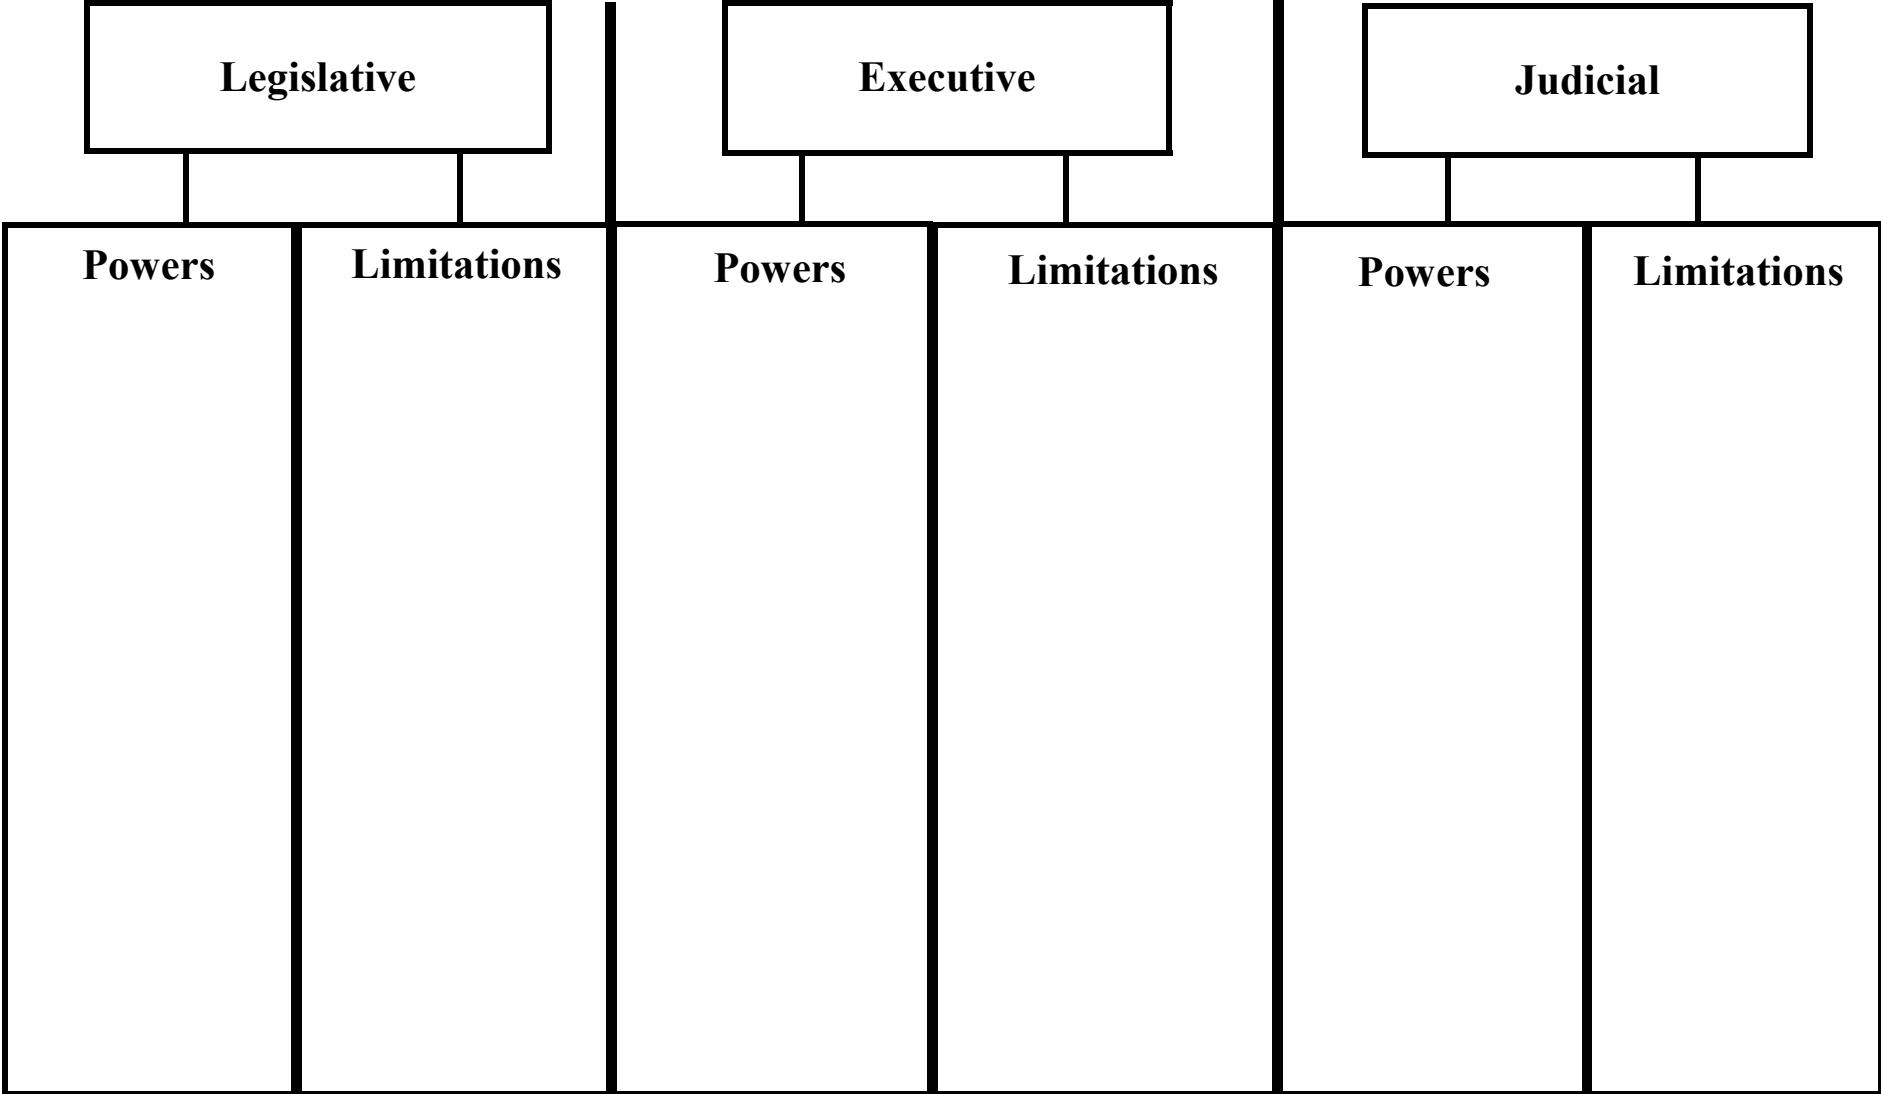 Legislative
Executive
Judicial
Powers
Limitations
Powers
Limitations
Powers
Limitations